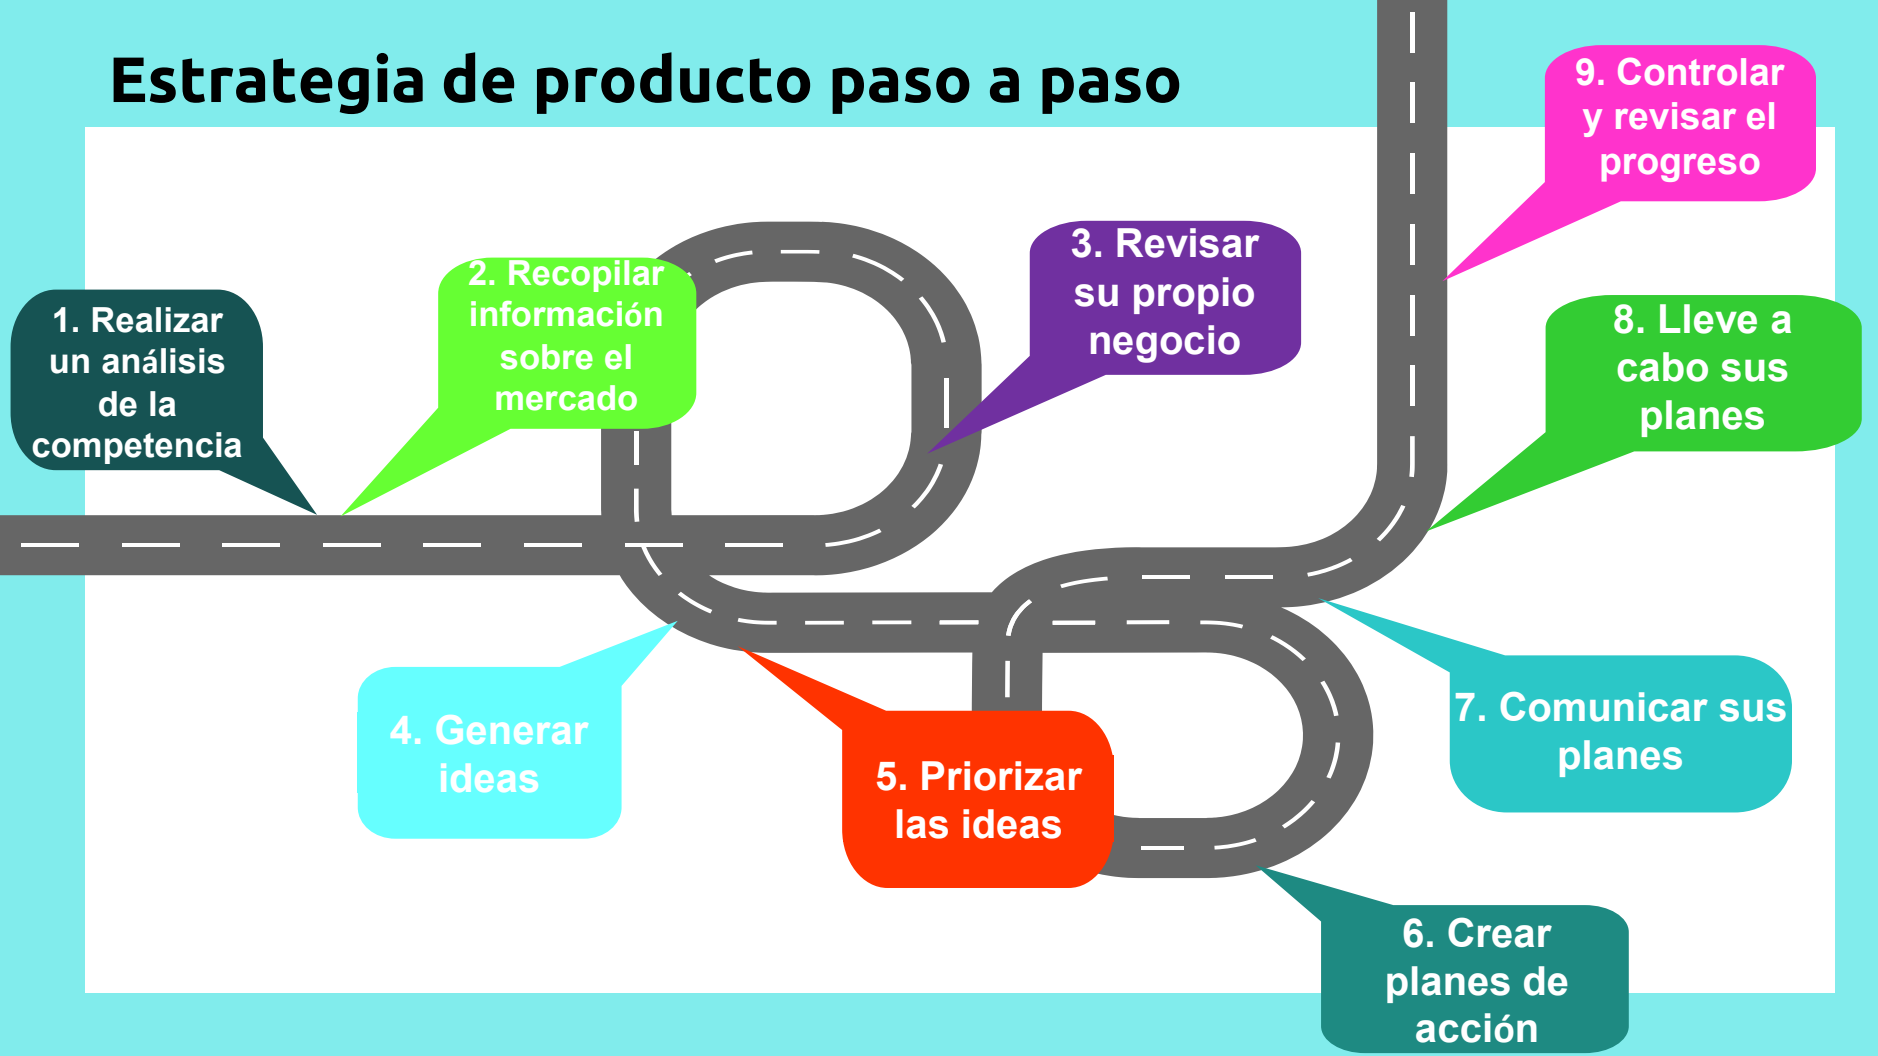 Estrategia de producto paso a paso
1. Realizar
un análisis
de la
competencia
2. Recopilar
información
sobre el
mercado
3. Revisar
su propio
negocio
4. Generar
ideas
5. Priorizar
las ideas
6. Crear
planes de
acción
7. Comunicar sus
planes
8. Lleve a
cabo sus
planes
9. Controlar
y revisar el
progreso